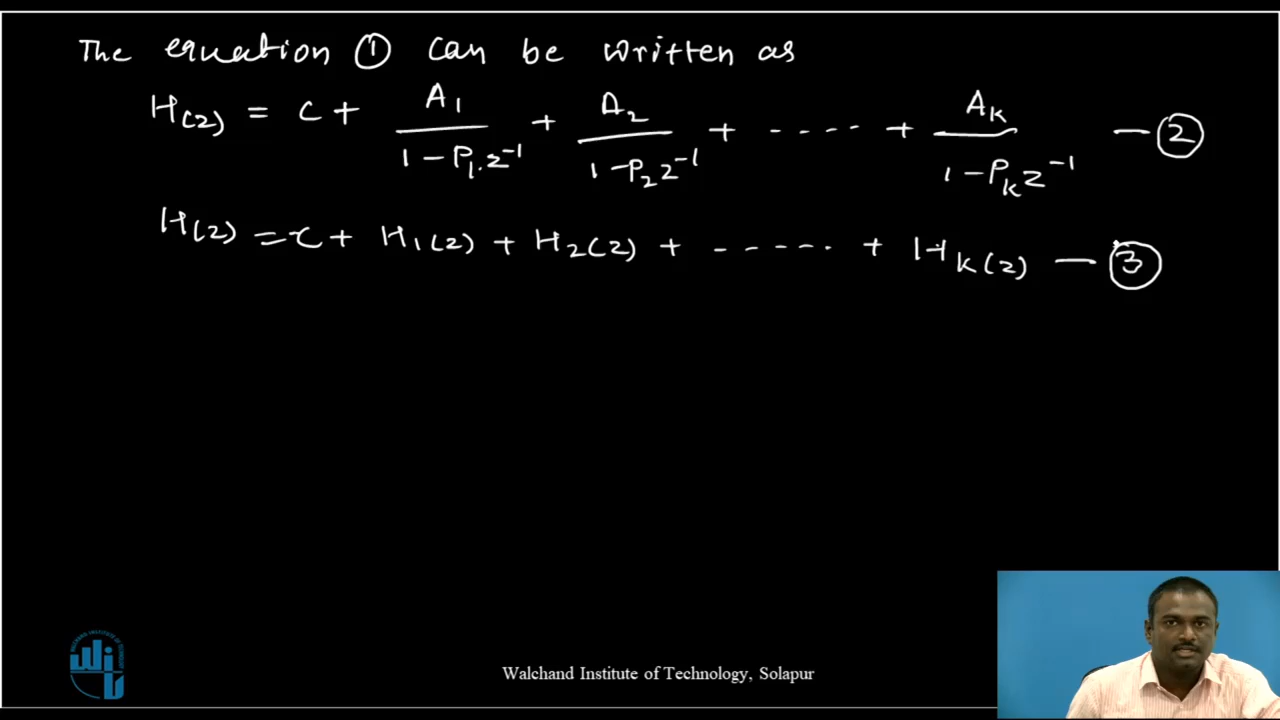 The equation ① can be written as
H(z) = C + A₁/(1 − P₁.z⁻¹) + A₂/(1 − P₂z⁻¹) + ..... + Aₖ/(1 − Pₖz⁻¹) — ②
H(z) = C + H₁(z) + H₂(z) + ...... + Hₖ(z) — ③
Walchand Institute of Technology, Solapur